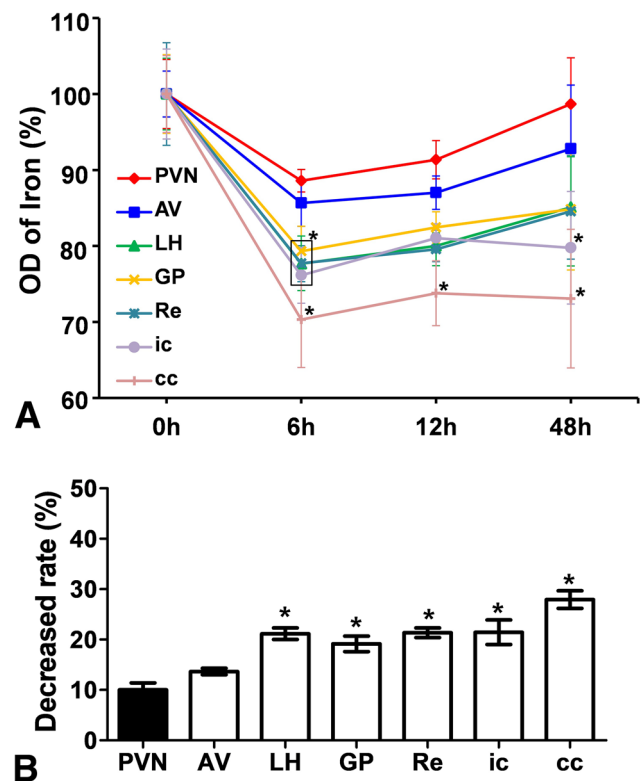 110
100
90
80
70
60
OD of Iron (%)
PVN
AV
LH
GP
Re
ic
cc
*
*
*
*
*
0h 6h 12h 48h
A
50
40
30
20
10
0
Decreased rate (%)
* * * * *
PVN AV LH GP Re ic cc
B